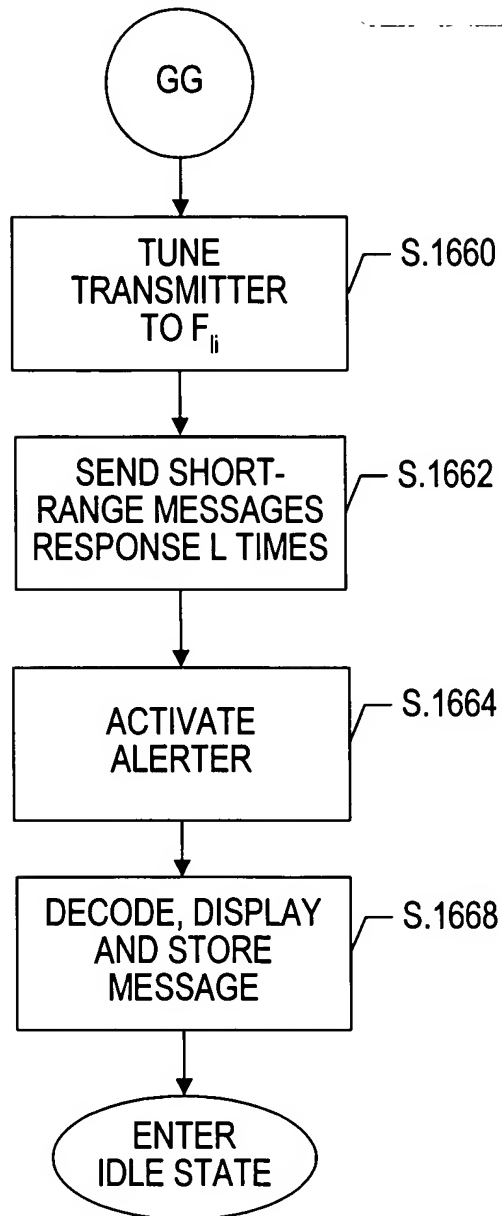 GG
TUNE
TRANSMITTER
TO F_li
S.1660
SEND SHORT-
RANGE MESSAGES
RESPONSE L TIMES
S.1662
ACTIVATE
ALERTER
S.1664
DECODE, DISPLAY
AND STORE
MESSAGE
S.1668
ENTER
IDLE STATE